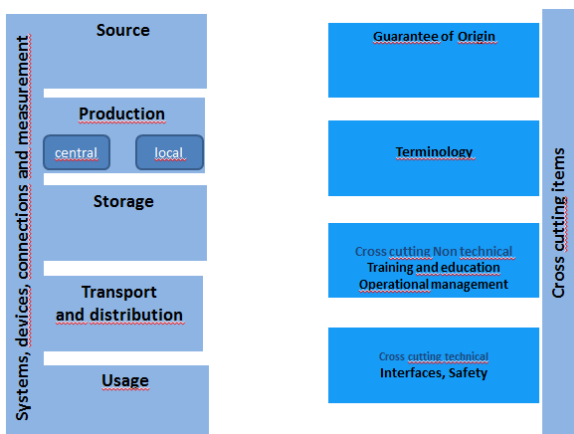 Systems, devices, connections and measurement
Source
Production
central
local
Storage
Transport
and distribution
Usage
Guarantee of Origin
Terminology
Cross cutting Non technical
Training and education
Operational management
Cross cutting technical
Interfaces, Safety
Cross cutting items